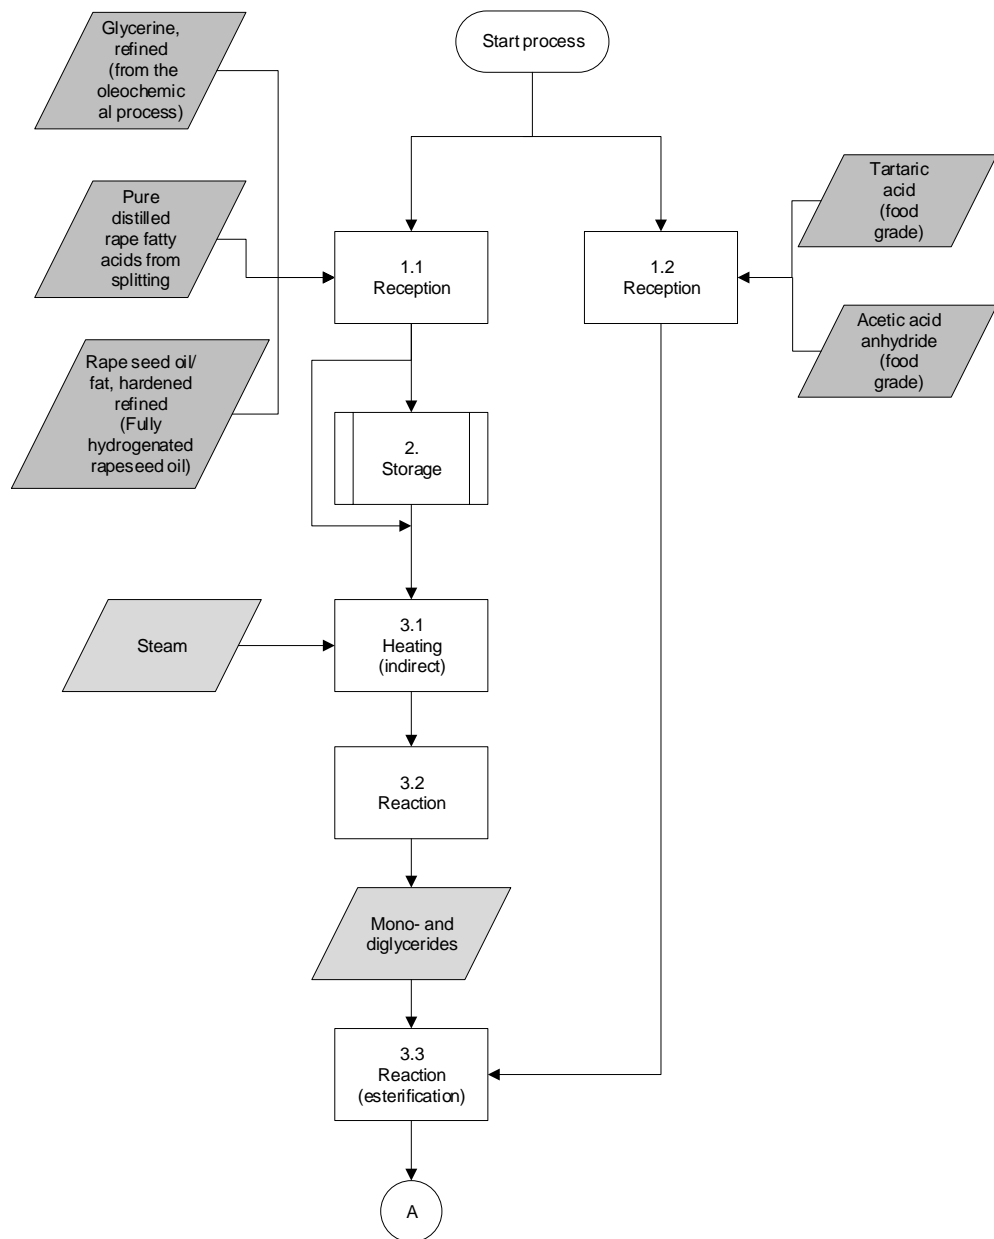 Glycerine,
refined
(from the
oleochemic
al process)
Start process
Tartaric
acid
(food
grade)
Pure
distilled
rape fatty
acids from
splitting
1.1
Reception
1.2
Reception
Acetic acid
anhydride
(food
grade)
Rape seed oil/
fat, hardened
refined
(Fully
hydrogenated
rapeseed oil)
2.
Storage
Steam
3.1
Heating
(indirect)
3.2
Reaction
Mono- and
diglycerides
3.3
Reaction
(esterification)
A